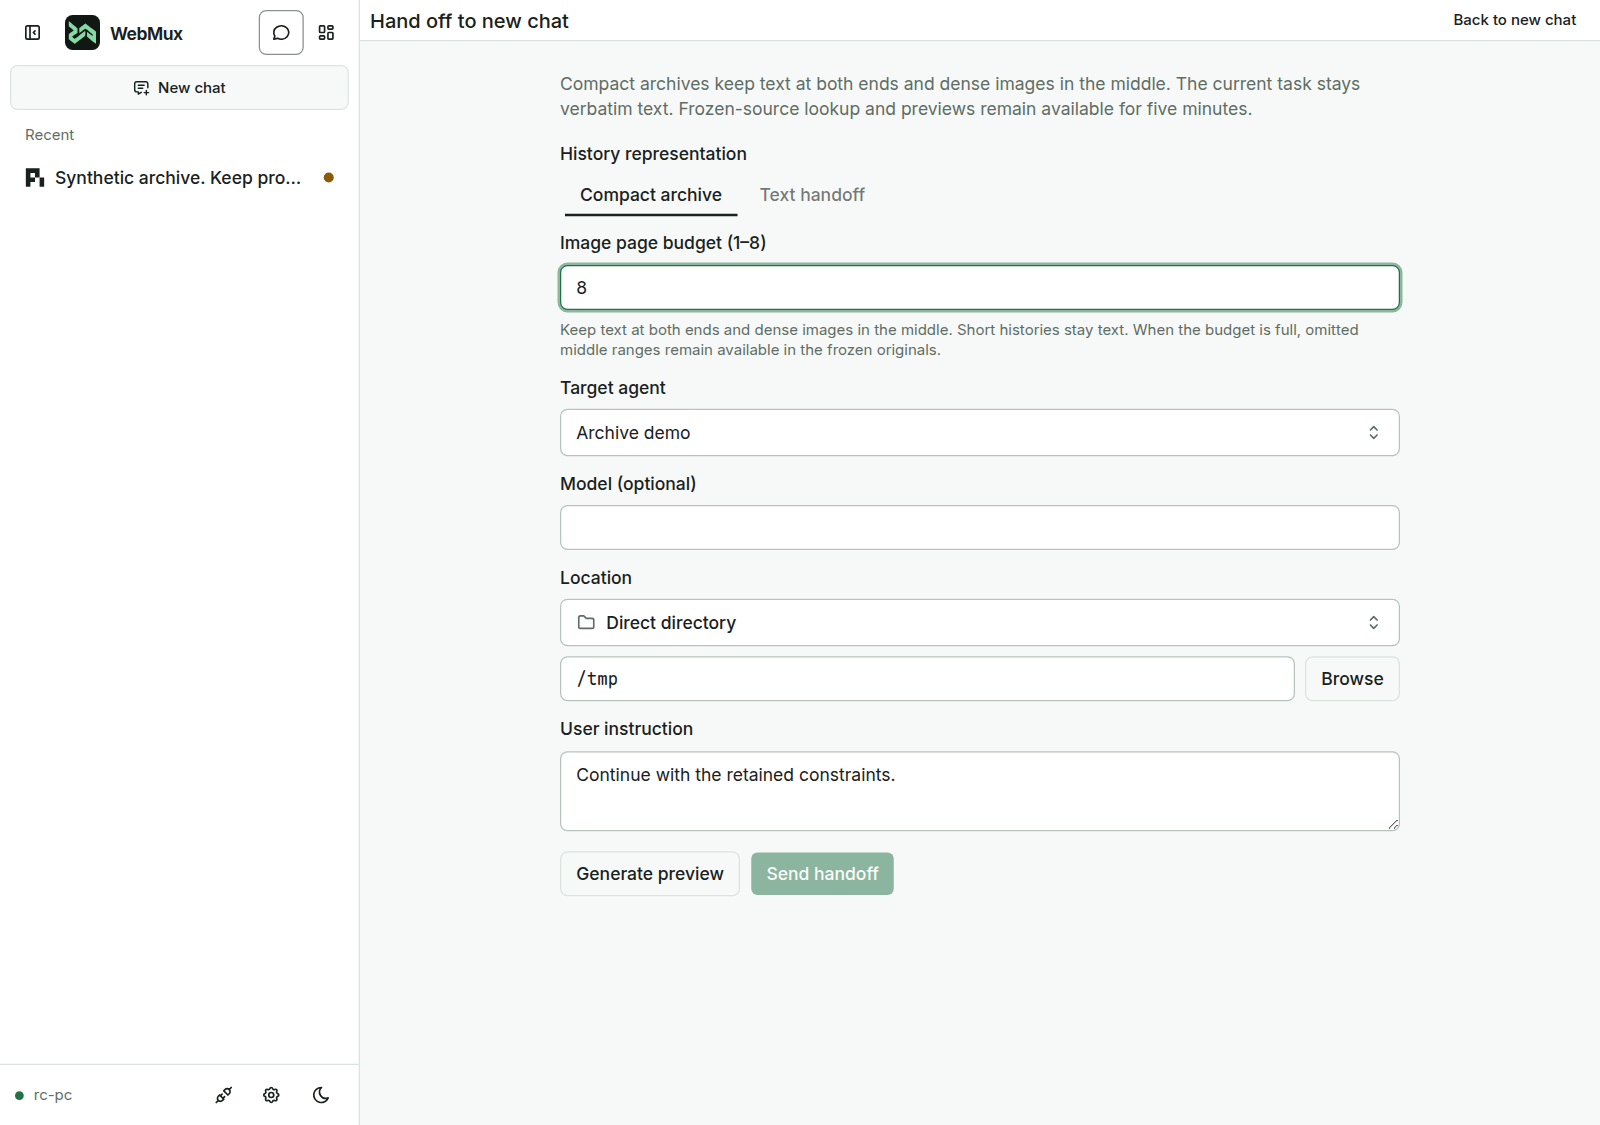 WebMux
New chat
Recent
Synthetic archive. Keep pro...
rc-pc
Hand off to new chat
Back to new chat
Compact archives keep text at both ends and dense images in the middle. The current task stays
verbatim text. Frozen-source lookup and previews remain available for five minutes.
History representation
Compact archive Text handoff
Image page budget (1–8)
8
Keep text at both ends and dense images in the middle. Short histories stay text. When the budget is full, omitted
middle ranges remain available in the frozen originals.
Target agent
Archive demo
Model (optional)
Location
Direct directory
/tmp Browse
User instruction
Continue with the retained constraints.
Generate preview Send handoff